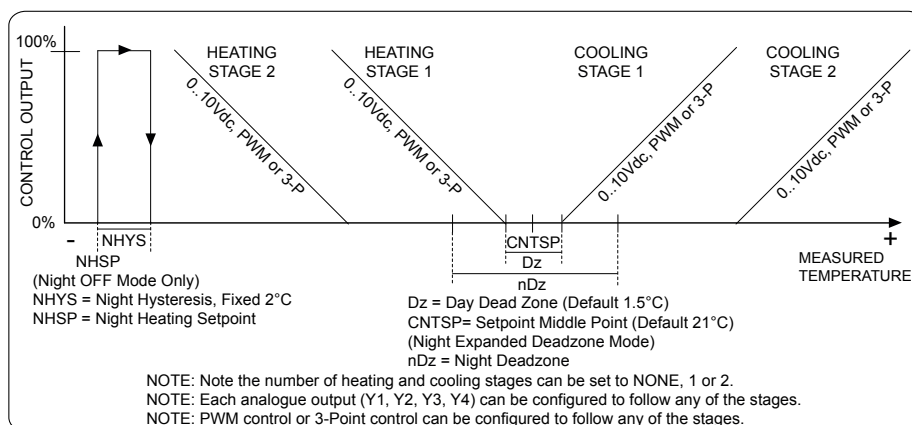 100%
CONTROL OUTPUT
0%
HEATING
STAGE 2
0..10Vdc, PWM or 3-P
HEATING
STAGE 1
0..10Vdc, PWM or 3-P
COOLING
STAGE 1
0..10Vdc, PWM or 3-P
COOLING
STAGE 2
0..10Vdc, PWM or 3-P
-
NHYS
CNTSP
+
NHSP
Dz
MEASURED
TEMPERATURE
(Night OFF Mode Only)
nDz
NHYS = Night Hysteresis, Fixed 2°C
NHSP = Night Heating Setpoint
Dz = Day Dead Zone (Default 1.5°C)
CNTSP= Setpoint Middle Point (Default 21°C)
(Night Expanded Deadzone Mode)
nDz = Night Deadzone
NOTE: Note the number of heating and cooling stages can be set to NONE, 1 or 2.
NOTE: Each analogue output (Y1, Y2, Y3, Y4) can be configured to follow any of the stages.
NOTE: PWM control or 3-Point control can be configured to follow any of the stages.